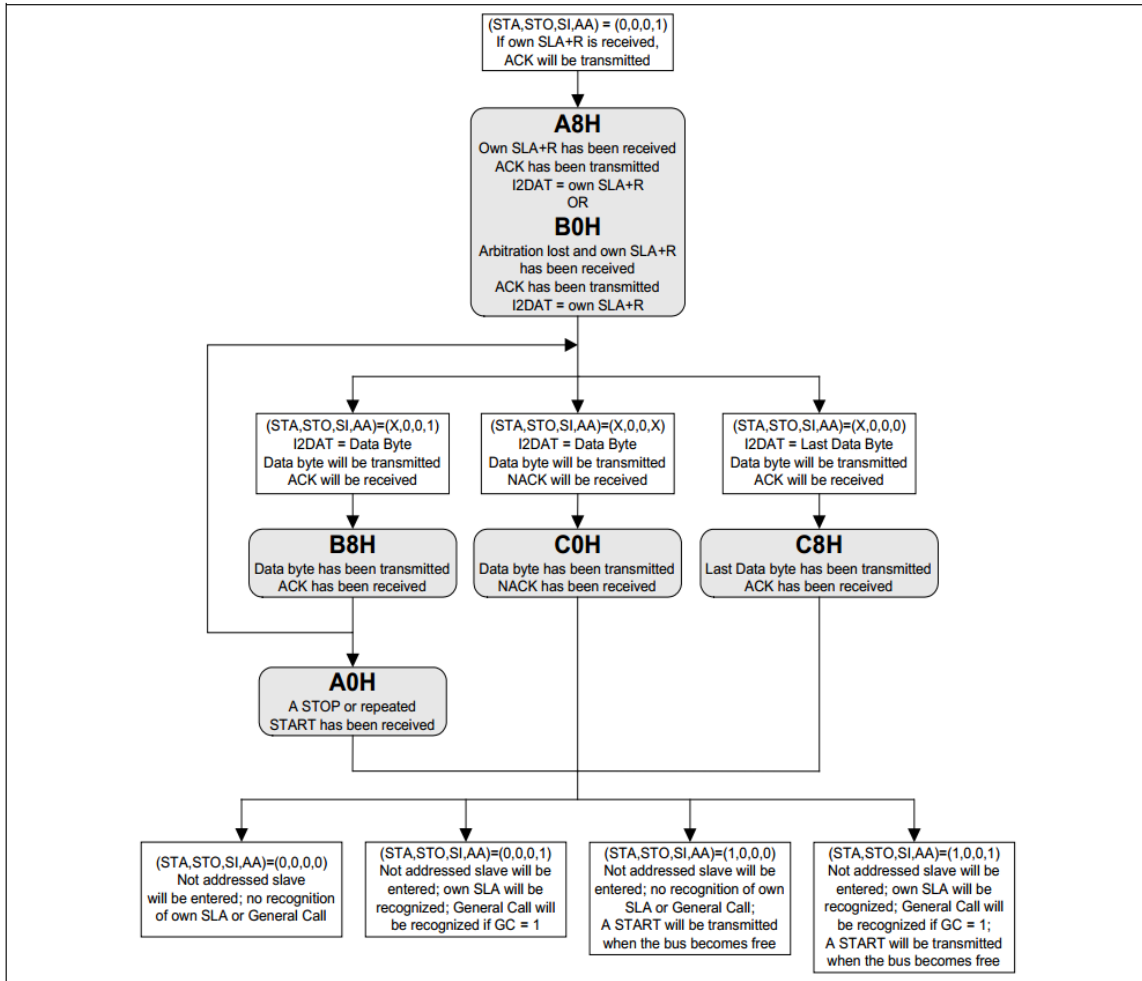 (STA,STO,SI,AA) = (0,0,0,1)
If own SLA+R is received,
ACK will be transmitted
A8H
Own SLA+R has been received
ACK has been transmitted
I2DAT = own SLA+R
OR
B0H
Arbitration lost and own SLA+R
has been received
ACK has been transmitted
I2DAT = own SLA+R
(STA,STO,SI,AA)=(X,0,0,1)
I2DAT = Data Byte
Data byte will be transmitted
ACK will be received
(STA,STO,SI,AA)=(X,0,0,X)
I2DAT = Data Byte
Data byte will be transmitted
NACK will be received
(STA,STO,SI,AA)=(X,0,0,0)
I2DAT = Last Data Byte
Data byte will be transmitted
ACK will be received
B8H
Data byte has been transmitted
ACK has been received
C0H
Data byte has been transmitted
NACK has been received
C8H
Last Data byte has been transmitted
ACK has been received
A0H
A STOP or repeated
START has been received
(STA,STO,SI,AA)=(0,0,0,0)
Not addressed slave
will be entered; no recognition
of own SLA or General Call
(STA,STO,SI,AA)=(0,0,0,1)
Not addressed slave will be
entered; own SLA will be
recognized; General Call will
be recognized if GC = 1
(STA,STO,SI,AA)=(1,0,0,0)
Not addressed slave will be
entered; no recognition of own
SLA or General Call;
A START will be transmitted
when the bus becomes free
(STA,STO,SI,AA)=(1,0,0,1)
Not addressed slave will be
entered; own SLA will be
recognized; General Call will
be recognized if GC = 1;
A START will be transmitted
when the bus becomes free